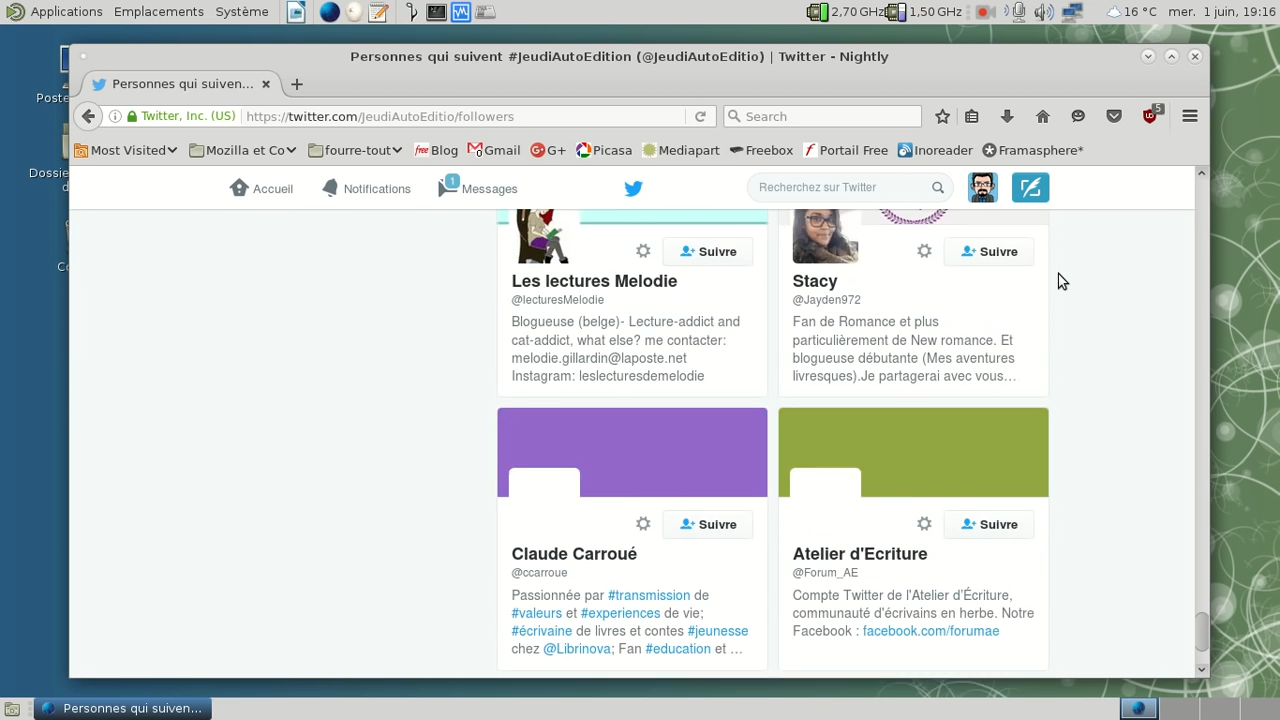 Applications Emplacements Système 2,70 GHz 1,50 GHz 16 °C mer. 1 juin, 19:16
Personnes qui suivent #JeudiAutoEdition (@JeudiAutoEditio) | Twitter - Nightly
Personnes qui suiven...
Twitter, Inc. (US) https://twitter.com/JeudiAutoEditio/followers Search 5
Most Visited Mozilla et Co fourre-tout free Blog Gmail G+ Picasa Mediapart Freebox Portail Free Inoreader Framasphere*
Accueil Notifications 1 Messages Recherchez sur Twitter
Poste
Dossie
d
Co
Suivre
Les lectures Melodie
@lecturesMelodie
Blogueuse (belge)- Lecture-addict and
cat-addict, what else? me contacter:
melodie.gillardin@laposte.net
Instagram: leslecturesdemelodie
Suivre
Stacy
@Jayden972
Fan de Romance et plus
particulièrement de New romance. Et
blogueuse débutante (Mes aventures
livresques).Je partagerai avec vous...
Suivre
Claude Carroué
@ccarroue
Passionnée par #transmission de
#valeurs et #experiences de vie;
#écrivaine de livres et contes #jeunesse
chez @Librinova; Fan #education et ...
Suivre
Atelier d'Ecriture
@Forum_AE
Compte Twitter de l'Atelier d'Écriture,
communauté d'écrivains en herbe. Notre
Facebook : facebook.com/forumae
Personnes qui suiven...